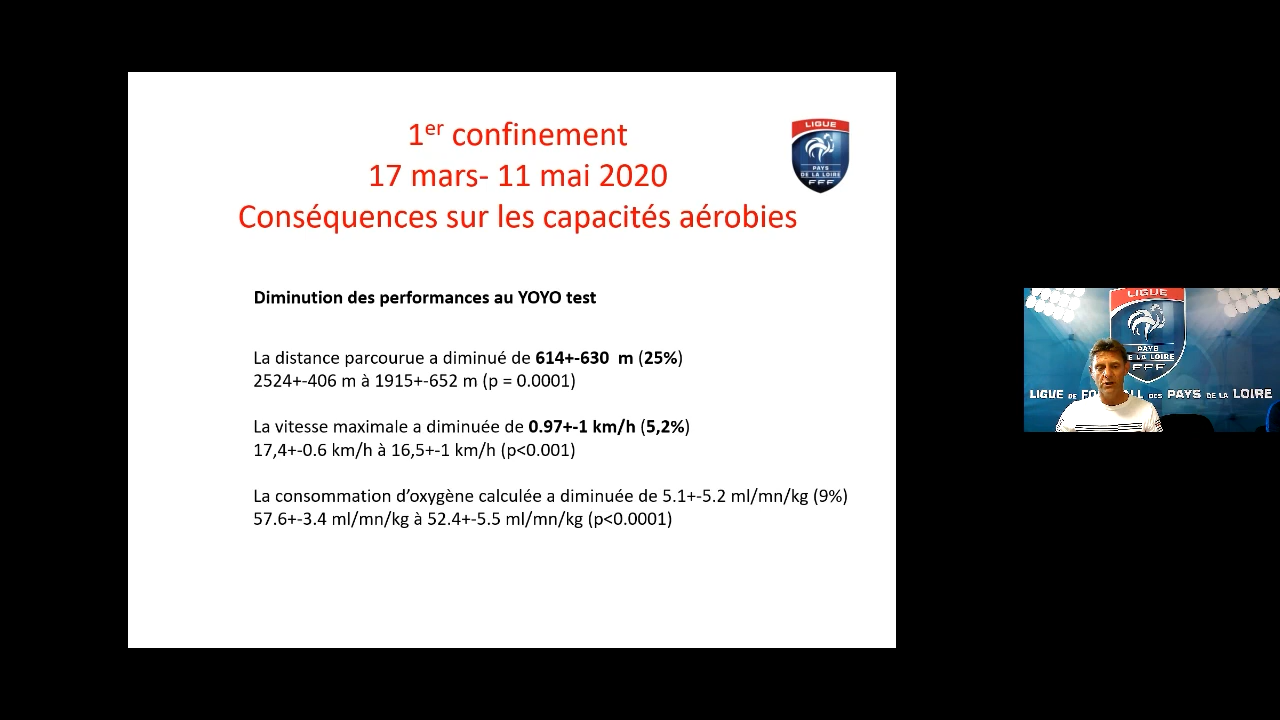 1er confinement
17 mars- 11 mai 2020
Conséquences sur les capacités aérobies
LIGUE
PAYS
DE LA LOIRE
FFF
Diminution des performances au YOYO test
La distance parcourue a diminué de 614+-630 m (25%)
2524+-406 m à 1915+-652 m (p = 0.0001)
La vitesse maximale a diminuée de 0.97+-1 km/h (5,2%)
17,4+-0.6 km/h à 16,5+-1 km/h (p<0.001)
La consommation d’oxygène calculée a diminuée de 5.1+-5.2 ml/mn/kg (9%)
57.6+-3.4 ml/mn/kg à 52.4+-5.5 ml/mn/kg (p<0.0001)
LIGUE
PAYS
DE LA LOIRE
FFF
LIGUE DE DES PAYS DE LA LOIRE